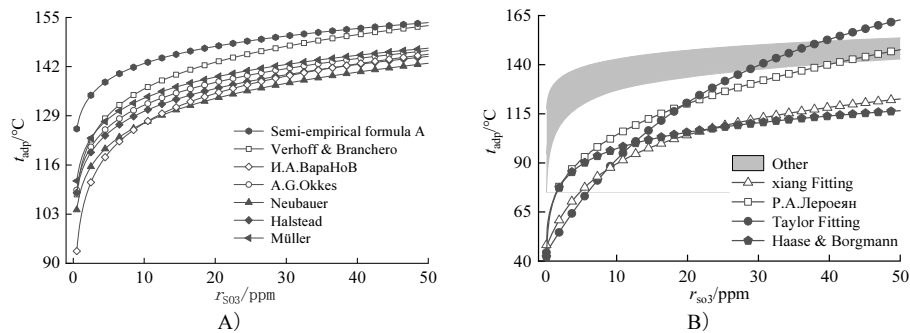 155
142
129
116
103
90
t_adp/°C
Semi-empirical formula A
Verhoff & Branchero
И.А.ВараНоВ
A.G.Okkes
Neubauer
Halstead
Müller
0 10 20 30 40 50
r_SO3/ppm
A)
165
140
115
90
65
40
t_adp/°C
Other
xiang Fitting
Р.А.Лероеян
Taylor Fitting
Haase & Borgmann
0 10 20 30 40 50
r_so3/ppm
B)